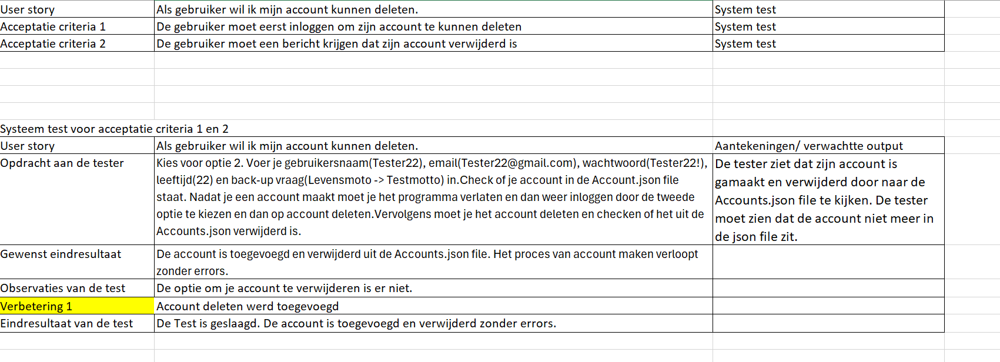 User story Als gebruiker wil ik mijn account kunnen deleten. System test
Acceptatie criteria 1 De gebruiker moet eerst inloggen om zijn account te kunnen deleten System test
Acceptatie criteria 2 De gebruiker moet een bericht krijgen dat zijn account verwijderd is System test
Systeem test voor acceptatie criteria 1 en 2
User story Als gebruiker wil ik mijn account kunnen deleten. Aantekeningen/ verwachtte output
Opdracht aan de tester
Kies voor optie 2. Voer je gebruikersnaam(Tester22), email(Tester22@gmail.com), wachtwoord(Tester22!),
leeftijd(22) en back-up vraag(Levensmoto -> Testmotto) in.Check of je account in de Account.json file
staat. Nadat je een account maakt moet je het programma verlaten en dan weer inloggen door de tweede
optie te kiezen en dan op account deleten.Vervolgens moet je het account deleten en checken of het uit de
Accounts.json verwijderd is.
De tester ziet dat zijn account is
gamaakt en verwijderd door naar de
Accounts.json file te kijken. De tester
moet zien dat de account niet meer in
de json file zit.
Gewenst eindresultaat
De account is toegevoegd en verwijderd uit de Accounts.json file. Het proces van account maken verloopt
zonder errors.
Observaties van de test De optie om je account te verwijderen is er niet.
Verbetering 1 Account deleten werd toegevoegd
Eindresultaat van de test De Test is geslaagd. De account is toegevoegd en verwijderd zonder errors.